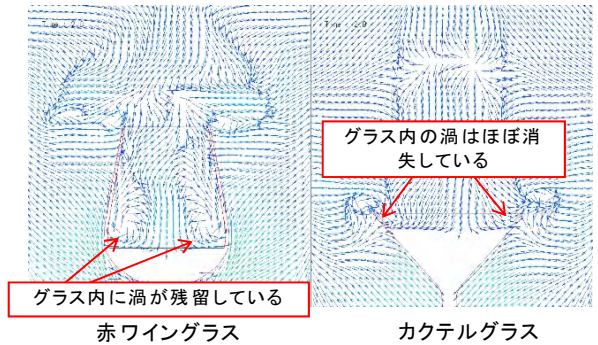 グラス内の渦はほぼ消
失している
グラス内に渦が残留している
赤ワイングラス
カクテルグラス